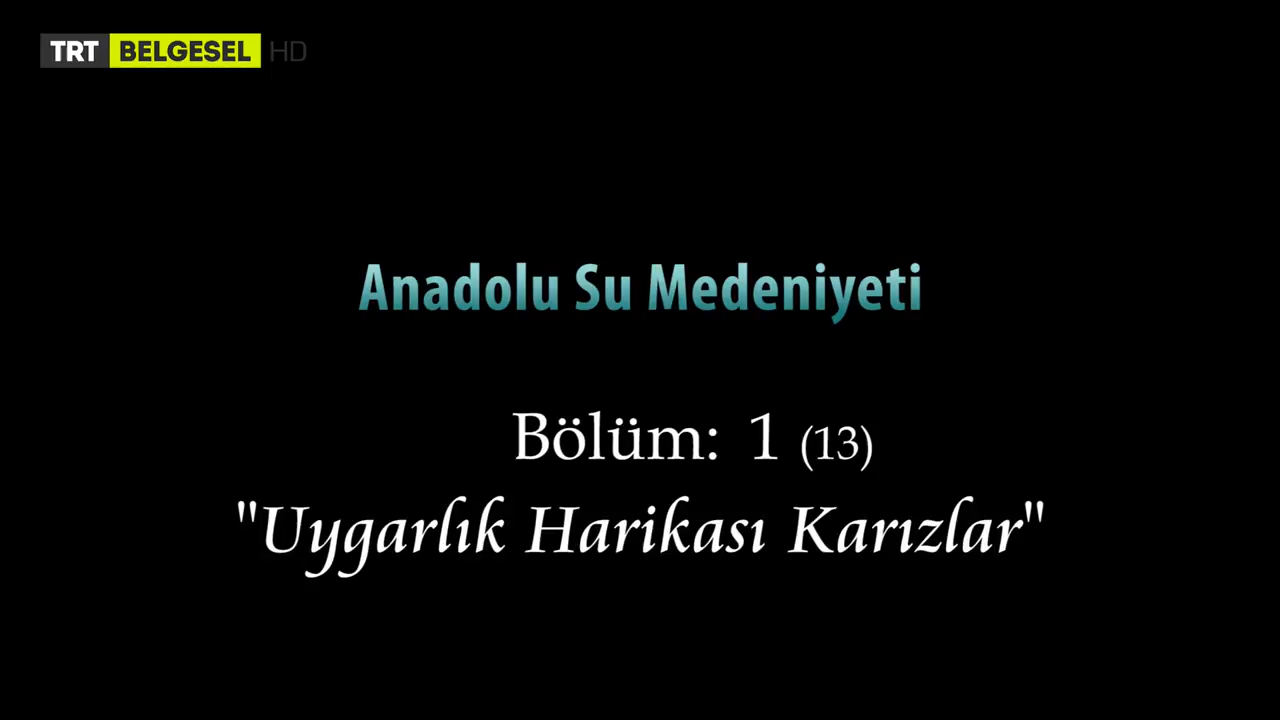 TRT BELGESEL HD
Anadolu Su Medeniyeti
Bölüm: 1 (13)
"Uygarlık Harikası Karızlar"